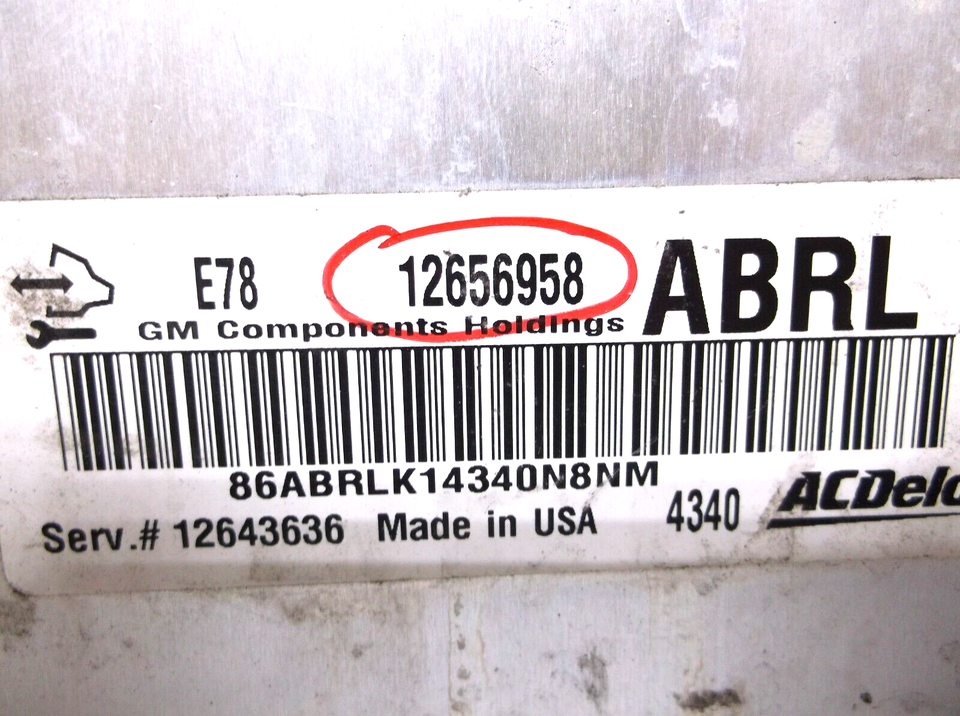 E78 12656958 ABRL
GM Components Holdings
86ABRLK14340N8NM
Serv.# 12643636 Made in USA 4340 ACDelco